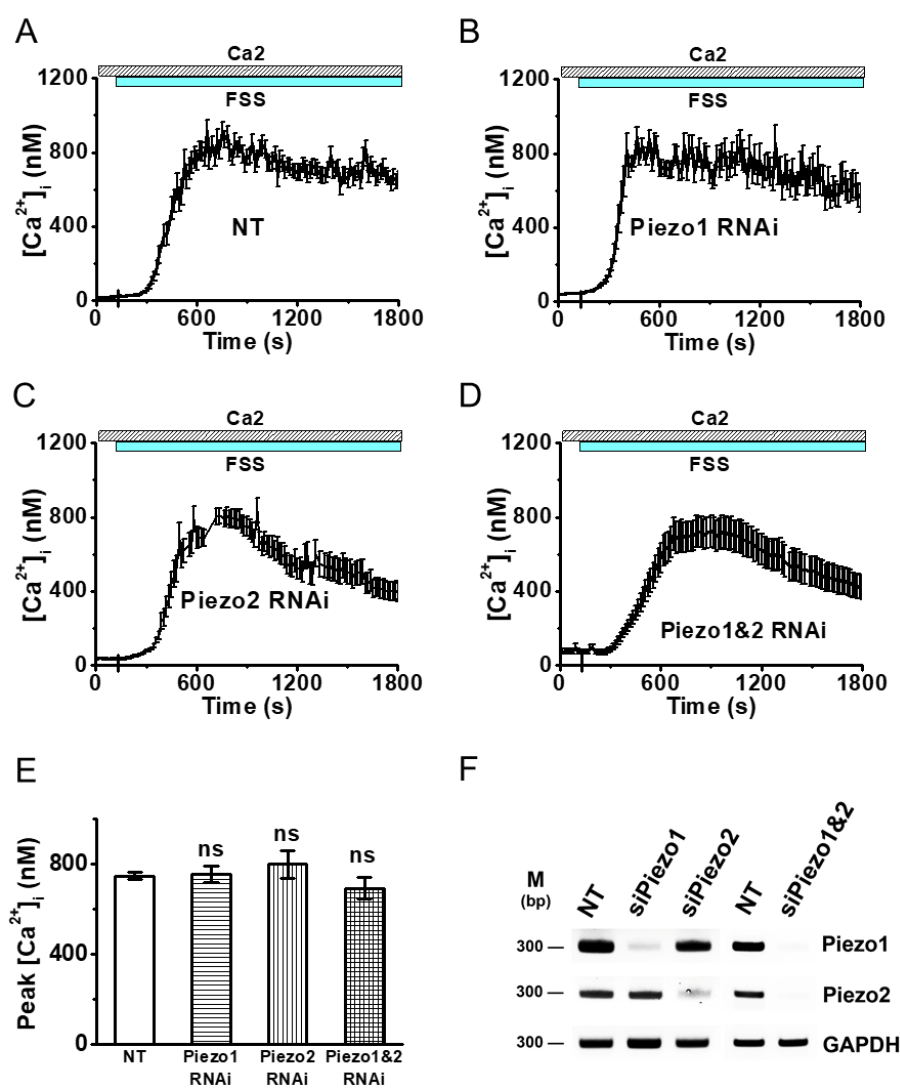 A
Ca2
FSS
[Ca²⁺]ᵢ (nM)
1200
800
400
0
NT
0 600 1200 1800
Time (s)
B
Ca2
FSS
[Ca²⁺]ᵢ (nM)
1200
800
400
0
Piezo1 RNAi
0 600 1200 1800
Time (s)
C
Ca2
FSS
[Ca²⁺]ᵢ (nM)
1200
800
400
0
Piezo2 RNAi
0 600 1200 1800
Time (s)
D
Ca2
FSS
[Ca²⁺]ᵢ (nM)
1200
800
400
0
Piezo1&2 RNAi
0 600 1200 1800
Time (s)
E
Peak [Ca²⁺]ᵢ (nM)
800
400
0
ns
ns
ns
NT Piezo1 Piezo2 Piezo1&2
RNAi RNAi RNAi
F
M
(bp)
NT
siPiezo1
siPiezo2
NT
siPiezo1&2
300 Piezo1
300 Piezo2
300 GAPDH